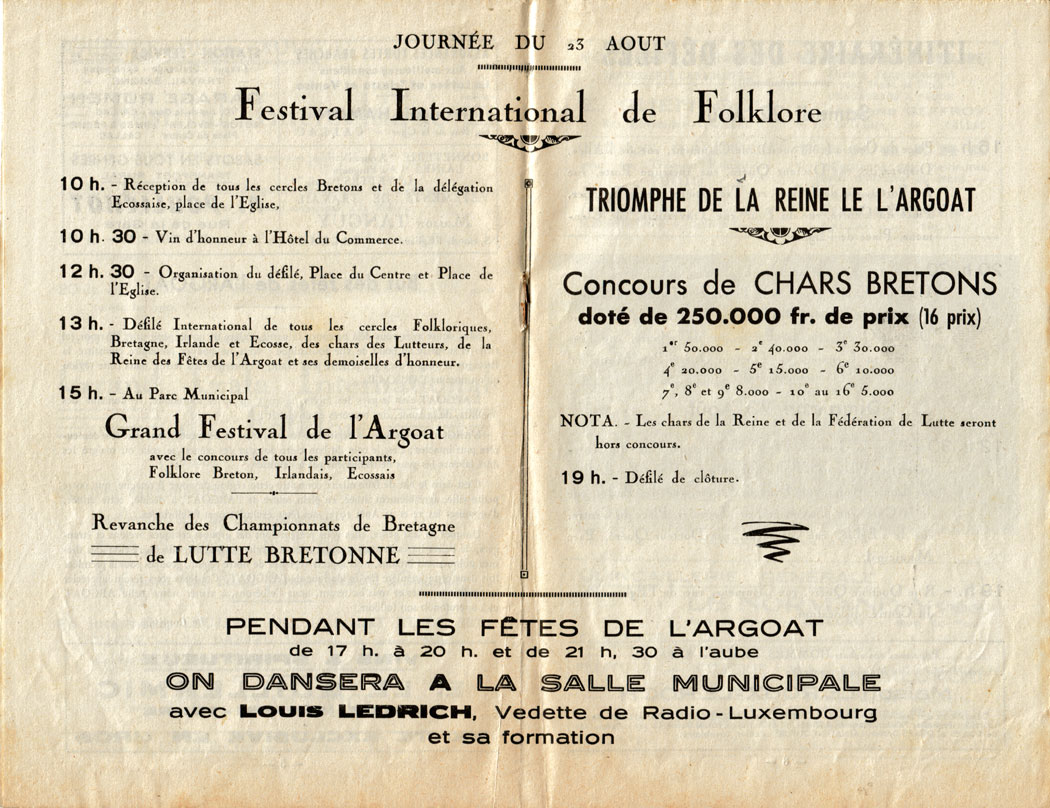 JOURNÉE DU 23 AOUT
Festival International de Folklore
10 h. - Réception de tous les cercles Bretons et de la délégation
Ecossaise, place de l'Eglise,
10 h. 30 - Vin d'honneur à l'Hôtel du Commerce.
12 h. 30 - Organisation du défilé, Place du Centre et Place de
l'Eglise.
13 h. - Défilé International de tous les cercles Folkloriques,
Bretagne, Irlande et Ecosse, des chars des Lutteurs, de la
Reine des Fêtes de l'Argoat et ses demoiselles d'honneur.
15 h. - Au Parc Municipal
Grand Festival de l'Argoat
avec le concours de tous les participants,
Folklore Breton, Irlandais, Ecossais
Revanche des Championnats de Bretagne
de LUTTE BRETONNE
TRIOMPHE DE LA REINE LE L'ARGOAT
Concours de CHARS BRETONS
doté de 250.000 fr. de prix (16 prix)
1er 50.000 - 2e 40.000 - 3e 30.000
4e 20.000 - 5e 15.000 - 6e 10.000
7e, 8e et 9e 8.000 - 10e au 16e 5.000
NOTA. - Les chars de la Reine et de la Fédération de Lutte seront
hors concours.
19 h. - Défilé de clôture.
PENDANT LES FÊTES DE L'ARGOAT
de 17 h. à 20 h. et de 21 h, 30 à l'aube
ON DANSERA A LA SALLE MUNICIPALE
avec LOUIS LEDRICH, Vedette de Radio-Luxembourg
et sa formation